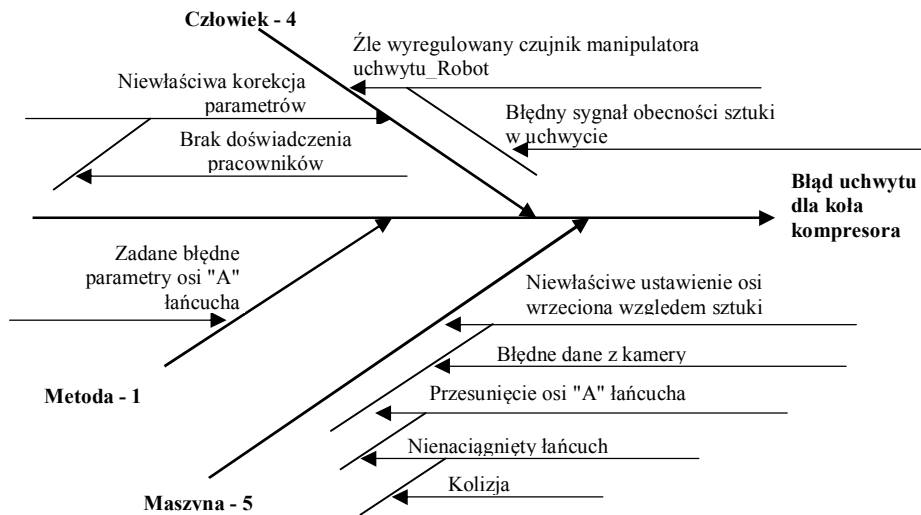 Człowiek - 4
Źle wyregulowany czujnik manipulatora
uchwytu_Robot
Niewłaściwa korekcja
parametrów
Błędny sygnał obecności sztuki
w uchwycie
Brak doświadczenia
pracowników
Błąd uchwytu
dla koła
kompresora
Zadane błędne
parametry osi "A"
łańcucha
Niewłaściwe ustawienie osi
wrzeciona względem sztuki
Błędne dane z kamery
Metoda - 1
Przesunięcie osi "A" łańcucha
Nienaciągnięty łańcuch
Kolizja
Maszyna - 5